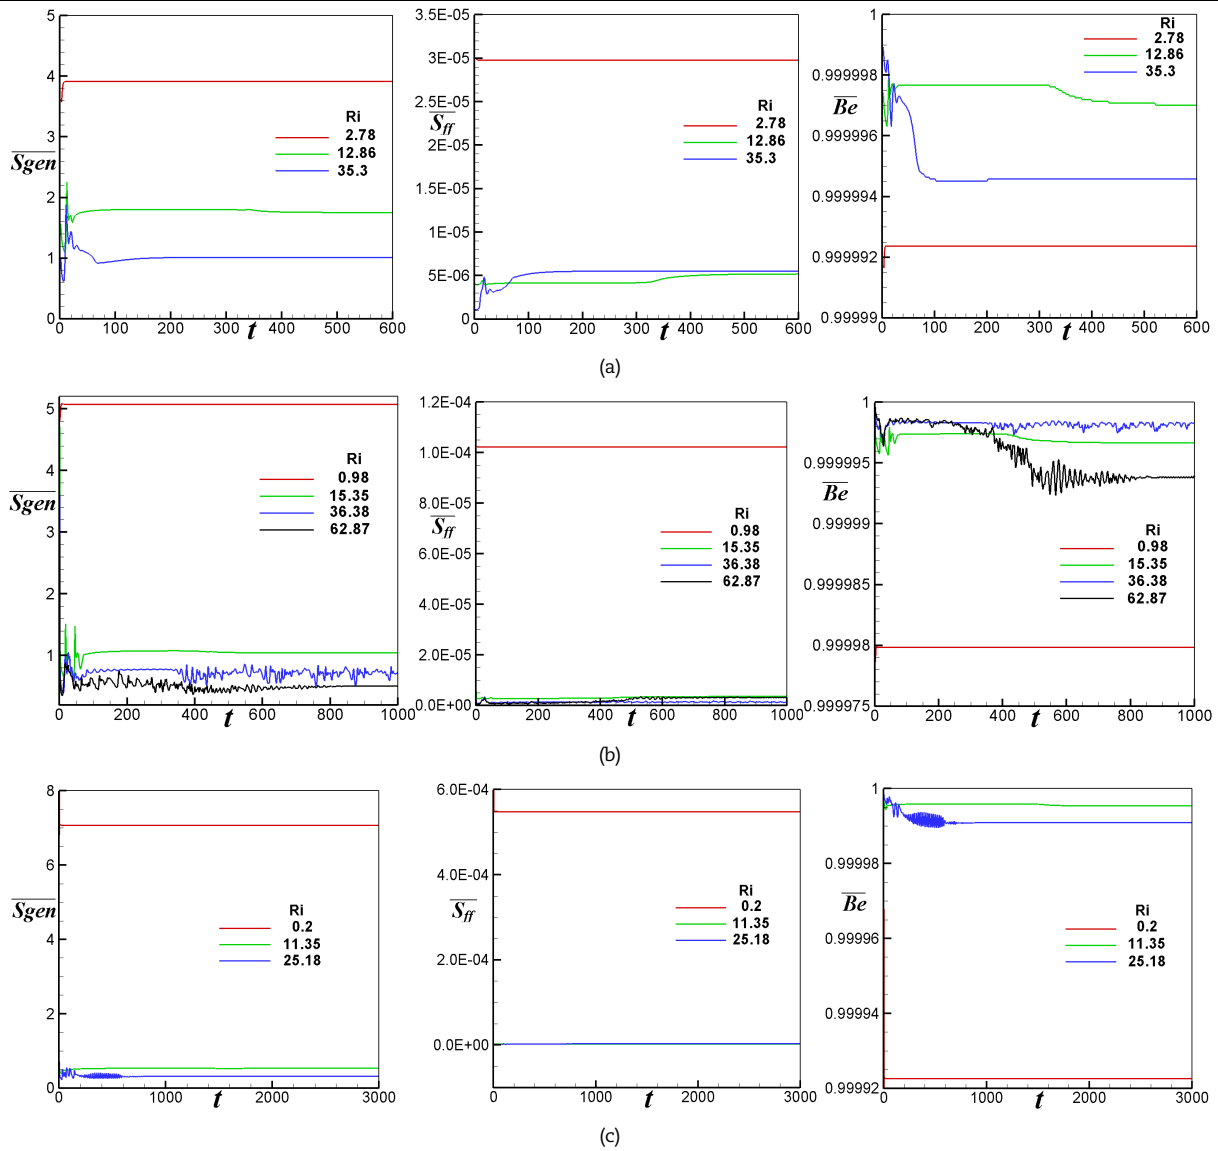 5
4
3
2
1
0
Sgen
Ri
2.78
12.86
35.3
0 100 200 300 400 500 600
t
3.5E-05
3E-05
2.5E-05
2E-05
1.5E-05
1E-05
5E-06
0
Sff
Ri
2.78
12.86
35.3
0 100 200 300 400 500 600
t
1
0.999998
0.999996
0.999994
0.999992
0.99999
Be
Ri
2.78
12.86
35.3
0 100 200 300 400 500 600
t
(a)
5
4
3
2
1
Sgen
Ri
0.98
15.35
36.38
62.87
0 200 400 600 800 1000
t
1.2E-04
1.0E-04
8.0E-05
6.0E-05
4.0E-05
2.0E-05
0.0E+00
Sff
Ri
0.98
15.35
36.38
62.87
0 200 400 600 800 1000
t
1
0.999995
0.99999
0.999985
0.99998
0.999975
Be
Ri
0.98
15.35
36.38
62.87
0 200 400 600 800 1000
t
(b)
8
6
4
2
0
Sgen
Ri
0.2
11.35
25.18
0 1000 2000 3000
t
6.0E-04
4.0E-04
2.0E-04
0.0E+00
Sff
Ri
0.2
11.35
25.18
0 1000 2000 3000
t
1
0.99998
0.99996
0.99994
0.99992
Be
Ri
0.2
11.35
25.18
0 1000 2000 3000
t
(c)